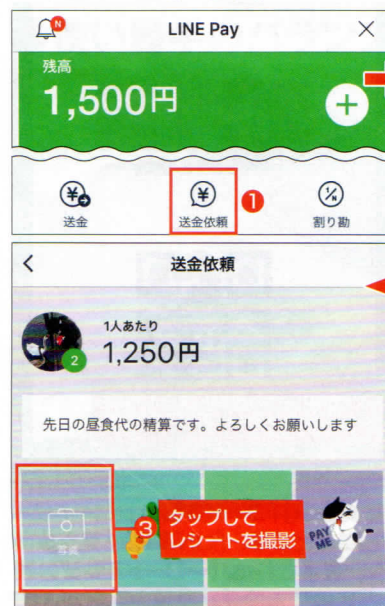 N
LINE Pay
残高
1,500円
送金
送金依頼
割り勘
1
送金依頼
2
1人あたり
1,250円
先日の昼食代の精算です。よろしくお願いします
写真
3 タップして
レシートを撮影
PAY
ME